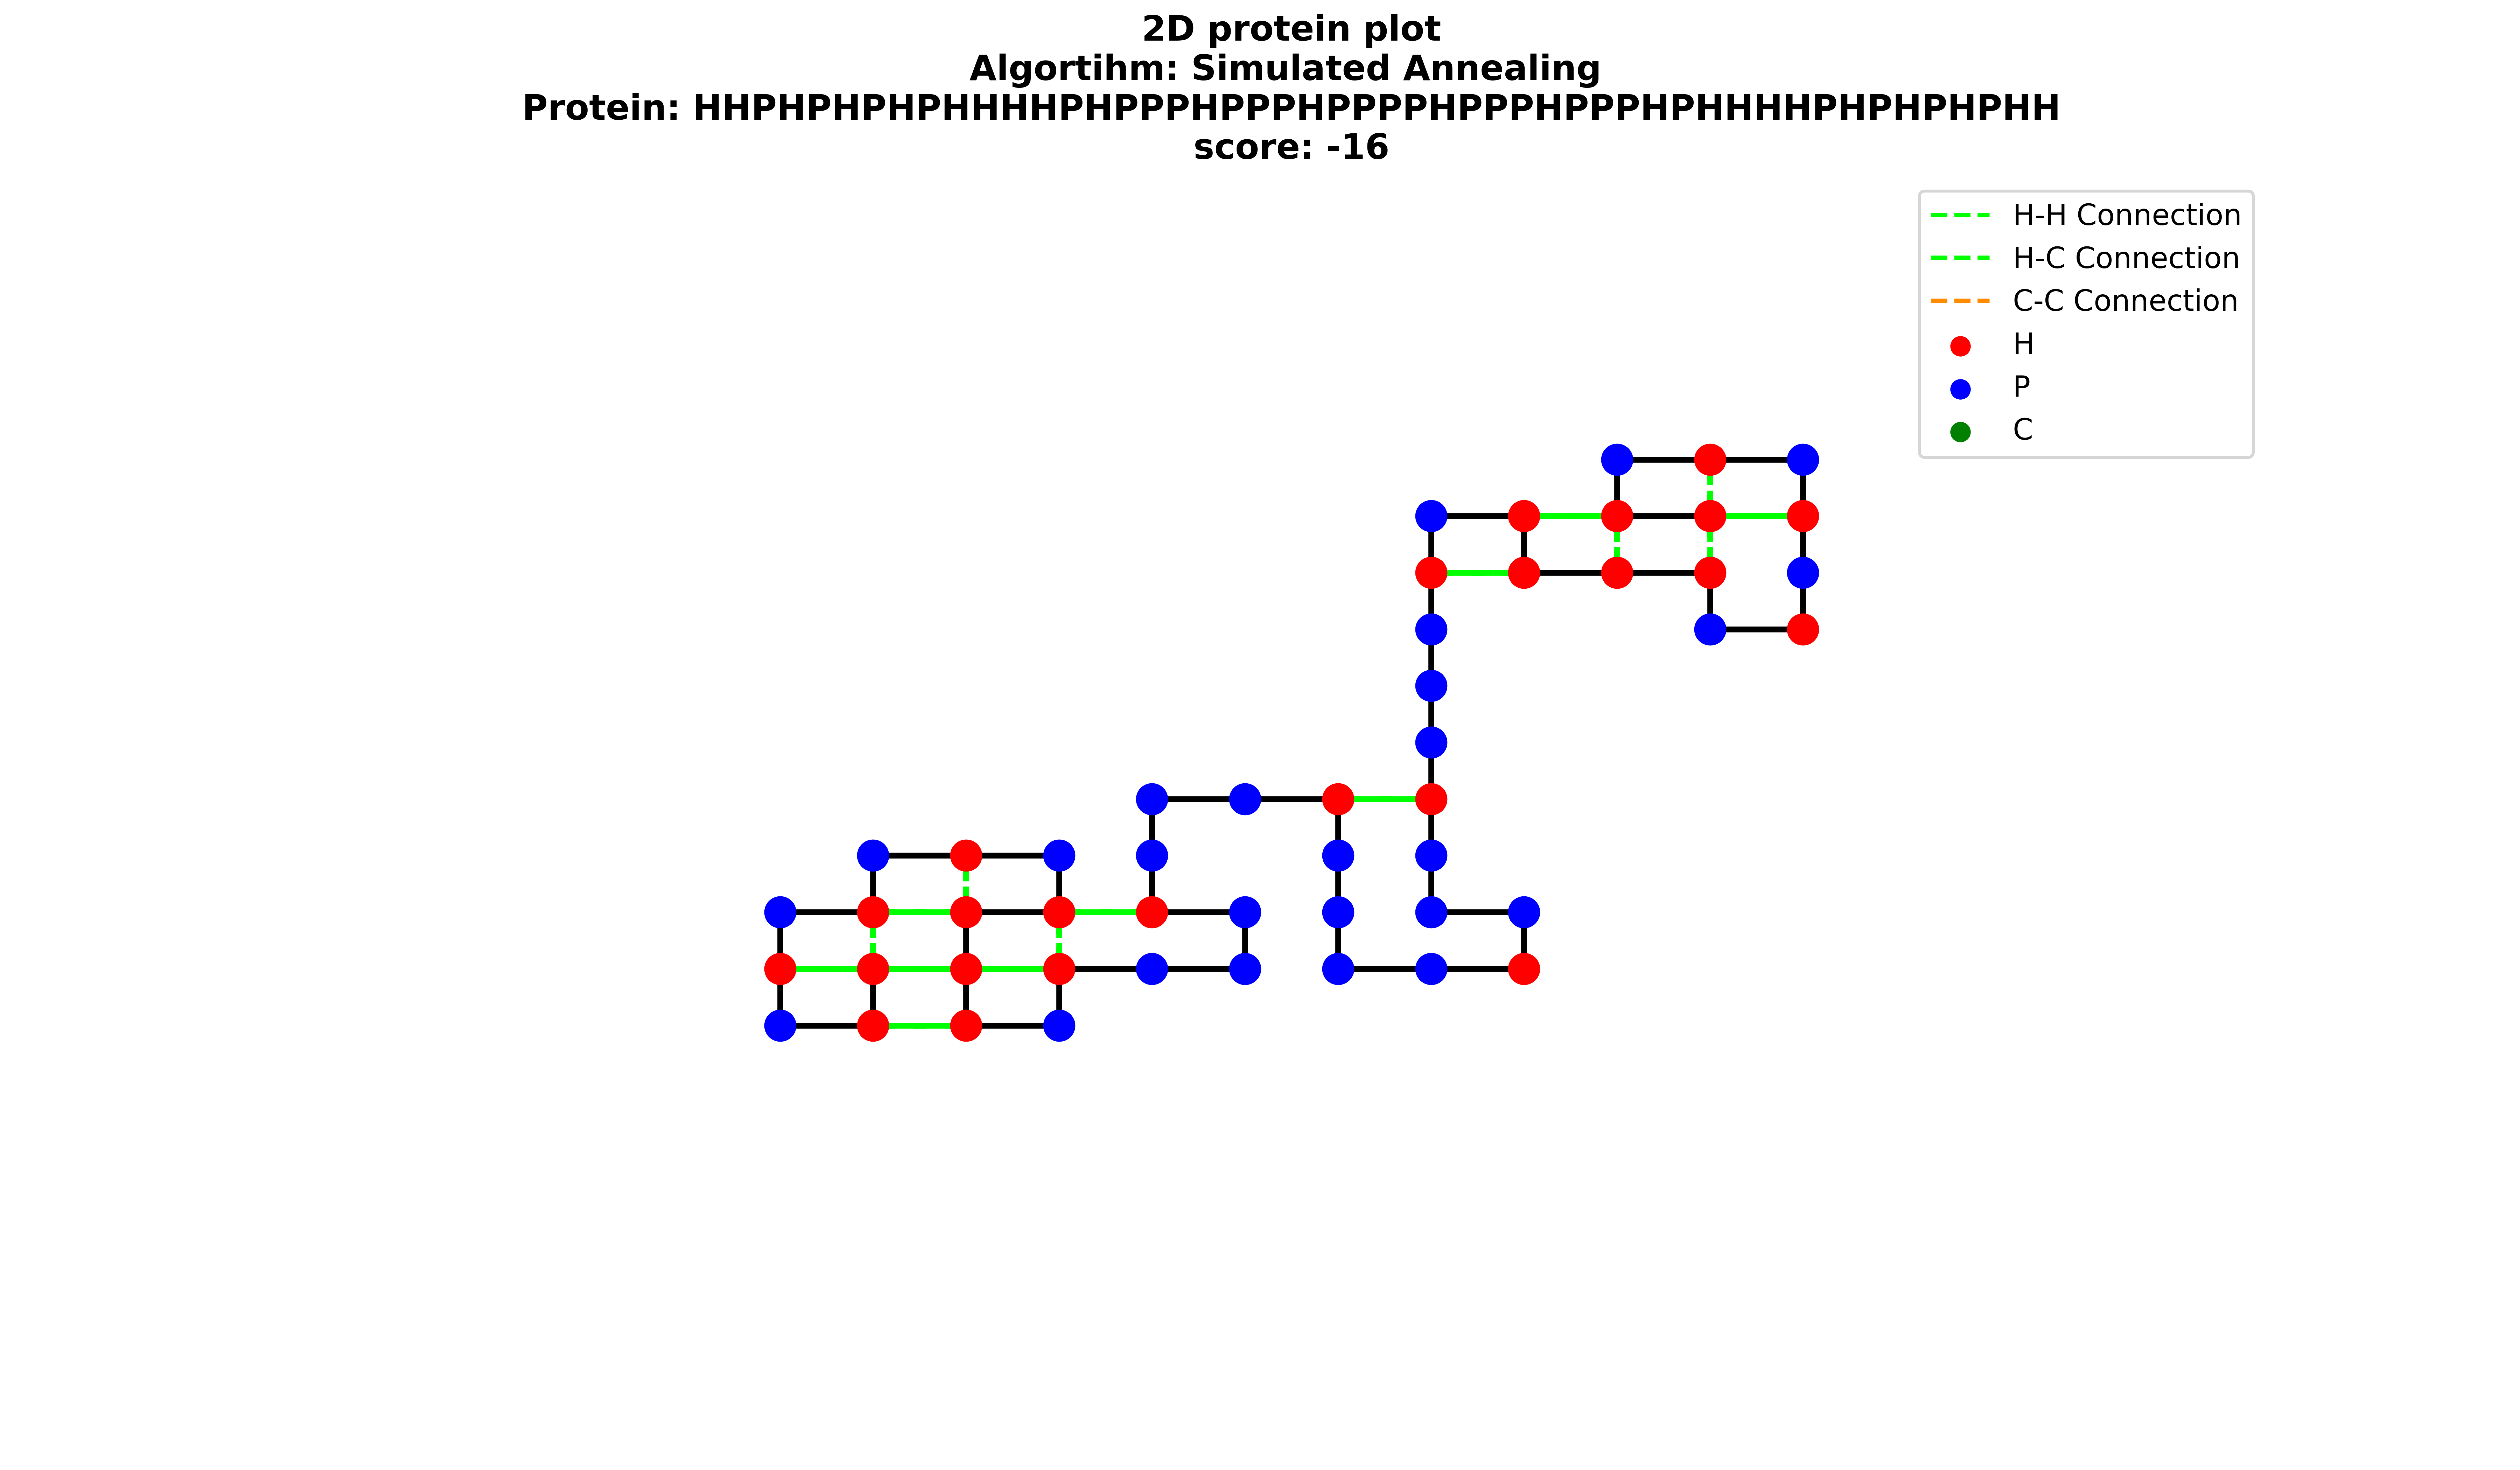 2D protein plot
Algortihm: Simulated Annealing
Protein: HHPHPHPHPHHHHPHPPPHPPPHPPPPHPPPHPPPHPHHHHPHPHPHPHH
score: -16
H-H Connection
H-C Connection
C-C Connection
H
P
C